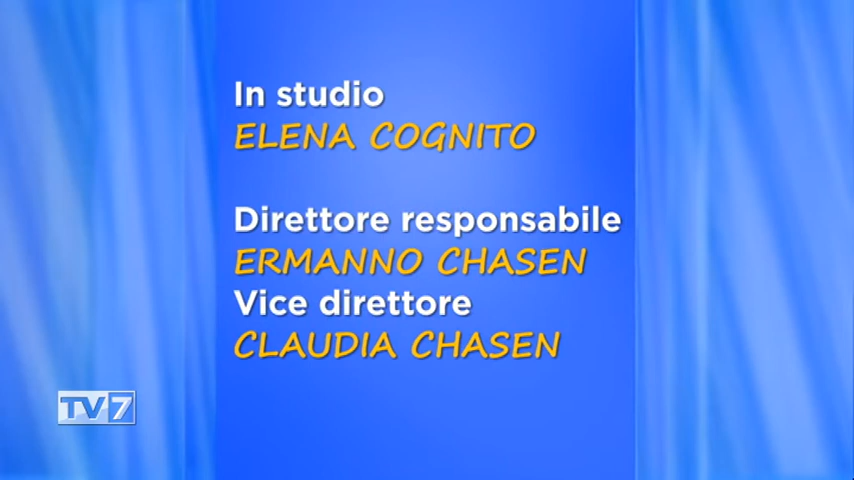 In studio
ELENA COGNITO
Direttore responsabile
ERMANNO CHASEN
Vice direttore
CLAUDIA CHASEN
TV7